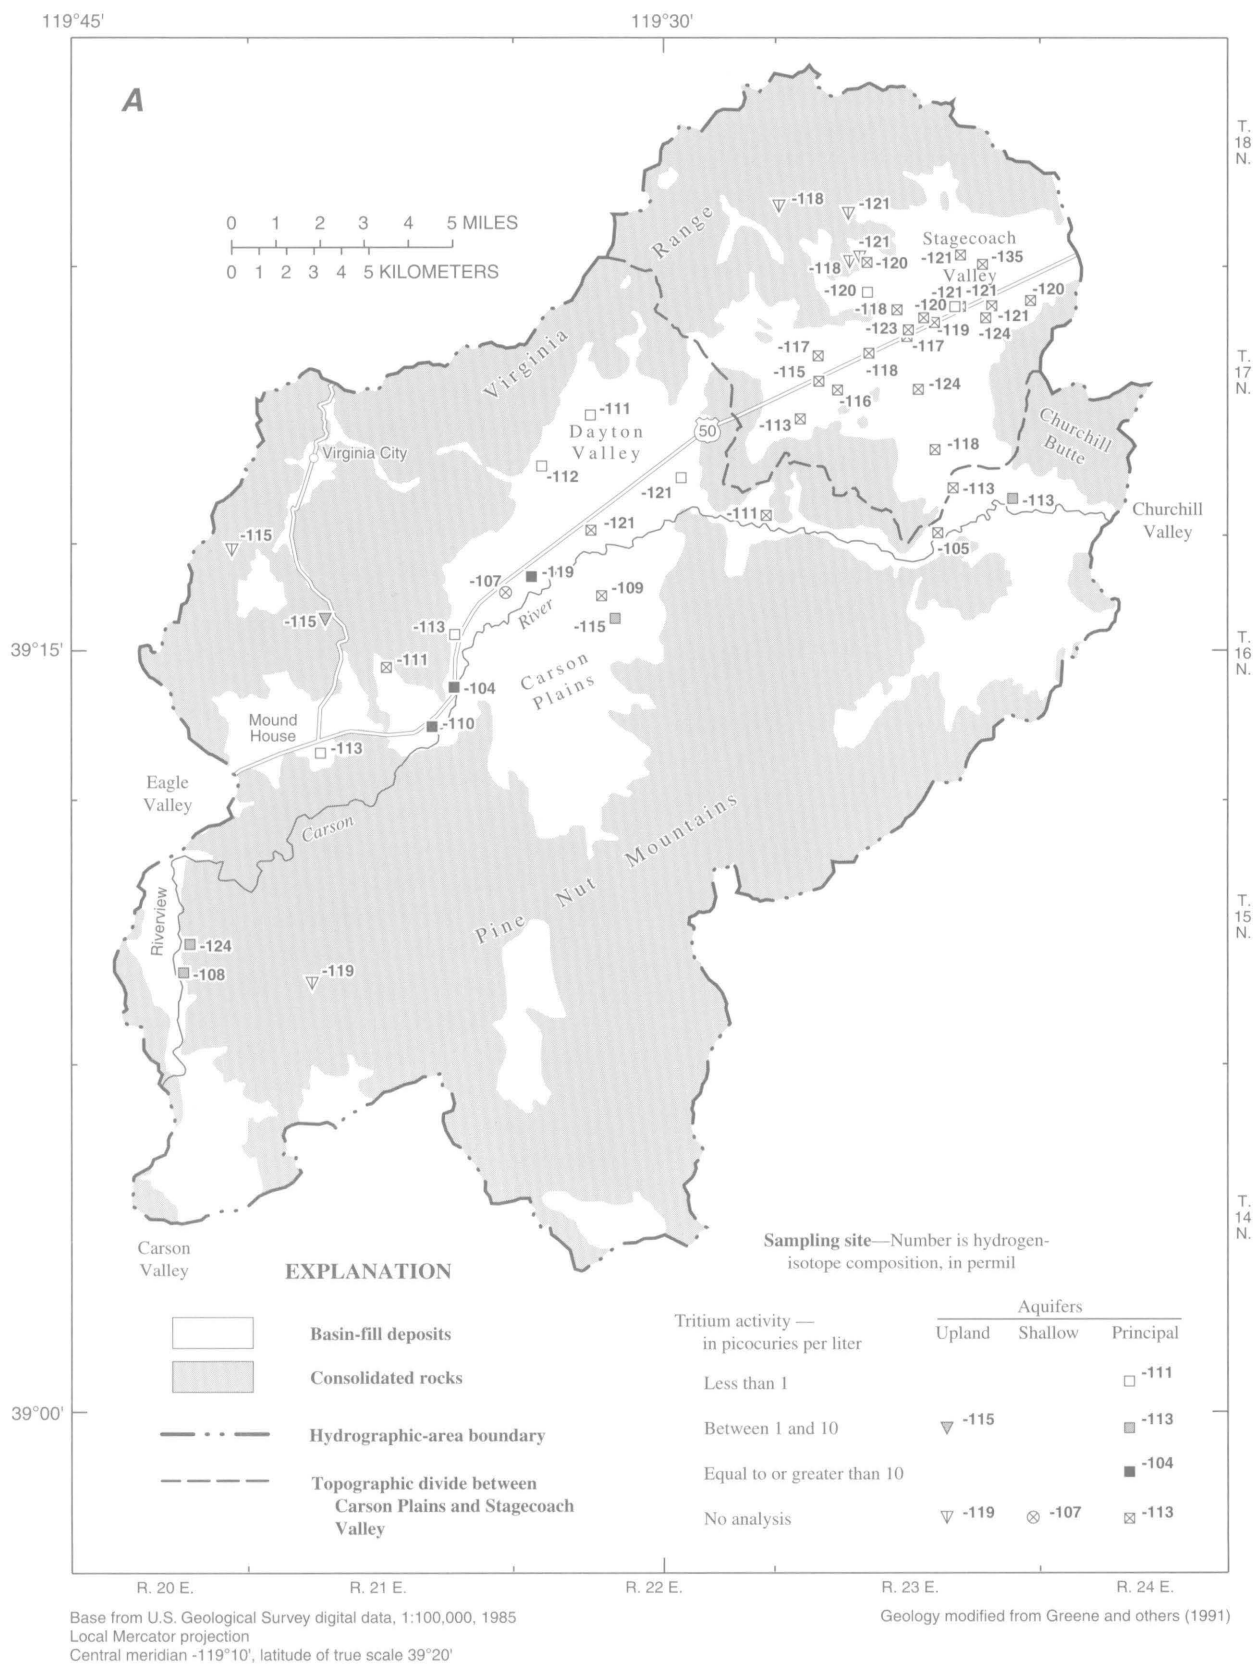 119°45'
119°30'
A
T.
18
N.
0 1 2 3 4 5 MILES
0 1 2 3 4 5 KILOMETERS
-118
-121
Range
Stagecoach
Valley
-121
-118
-120
-121
-135
-120
-121
-121
-120
-118
-120
-121
-123
-119
-124
-117
-117
-118
T.
17
N.
-115
-116
-124
Virginia
-111
Dayton
Valley
50
-113
Churchill
Butte
Virginia City
-112
-118
-121
-113
-113
Churchill
Valley
-115
-121
-111
-105
-107
-119
-109
River
-115
-115
-113
39°15'
-111
Carson
Plains
T.
16
N.
-104
Mound
House
-110
-113
Eagle
Valley
Carson
Pine Nut Mountains
Riverview
T.
15
N.
-124
-108
-119
T.
14
N.
Carson
Valley
EXPLANATION
Basin-fill deposits
Consolidated rocks
Hydrographic-area boundary
Topographic divide between
Carson Plains and Stagecoach
Valley
Sampling site—Number is hydrogen-
isotope composition, in permil
Tritium activity —
in picocuries per liter
Aquifers
Upland Shallow Principal
Less than 1 -111
Between 1 and 10 -115 -113
Equal to or greater than 10 -104
No analysis -119 -107 -113
39°00'
R. 20 E. R. 21 E. R. 22 E. R. 23 E. R. 24 E.
Base from U.S. Geological Survey digital data, 1:100,000, 1985
Local Mercator projection
Central meridian -119°10', latitude of true scale 39°20'
Geology modified from Greene and others (1991)